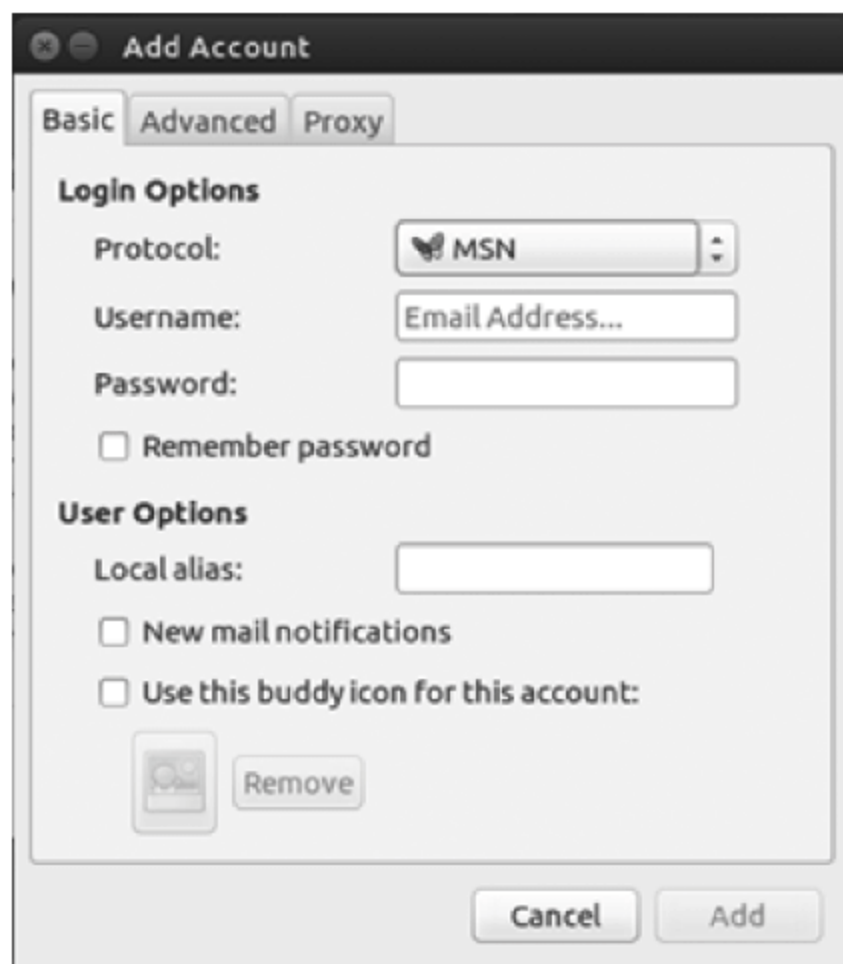 Add Account
Basic Advanced Proxy
Login Options
Protocol: MSN
Username: Email Address...
Password:
Remember password
User Options
Local alias:
New mail notifications
Use this buddy icon for this account:
Remove
Cancel Add